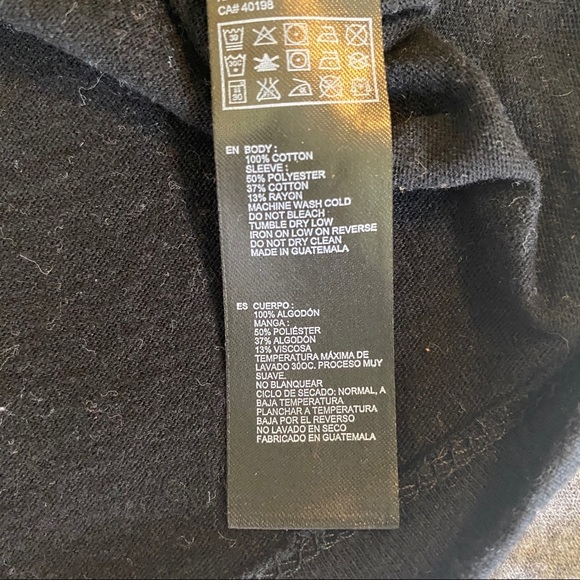 CA# 40198
EN BODY :
100% COTTON
SLEEVE :
50% POLYESTER
37% COTTON
13% RAYON
MACHINE WASH COLD
DO NOT BLEACH
TUMBLE DRY LOW
IRON ON LOW ON REVERSE
DO NOT DRY CLEAN
MADE IN GUATEMALA
ES CUERPO :
100% ALGODÓN
MANGA :
50% POLIÉSTER
37% ALGODÓN
13% VISCOSA
TEMPERATURA MÁXIMA DE
LAVADO 30OC. PROCESO MUY
SUAVE.
NO BLANQUEAR
CICLO DE SECADO: NORMAL, A
BAJA TEMPERATURA
PLANCHAR A TEMPERATURA
BAJA POR EL REVERSO
NO LAVADO EN SECO
FABRICADO EN GUATEMALA